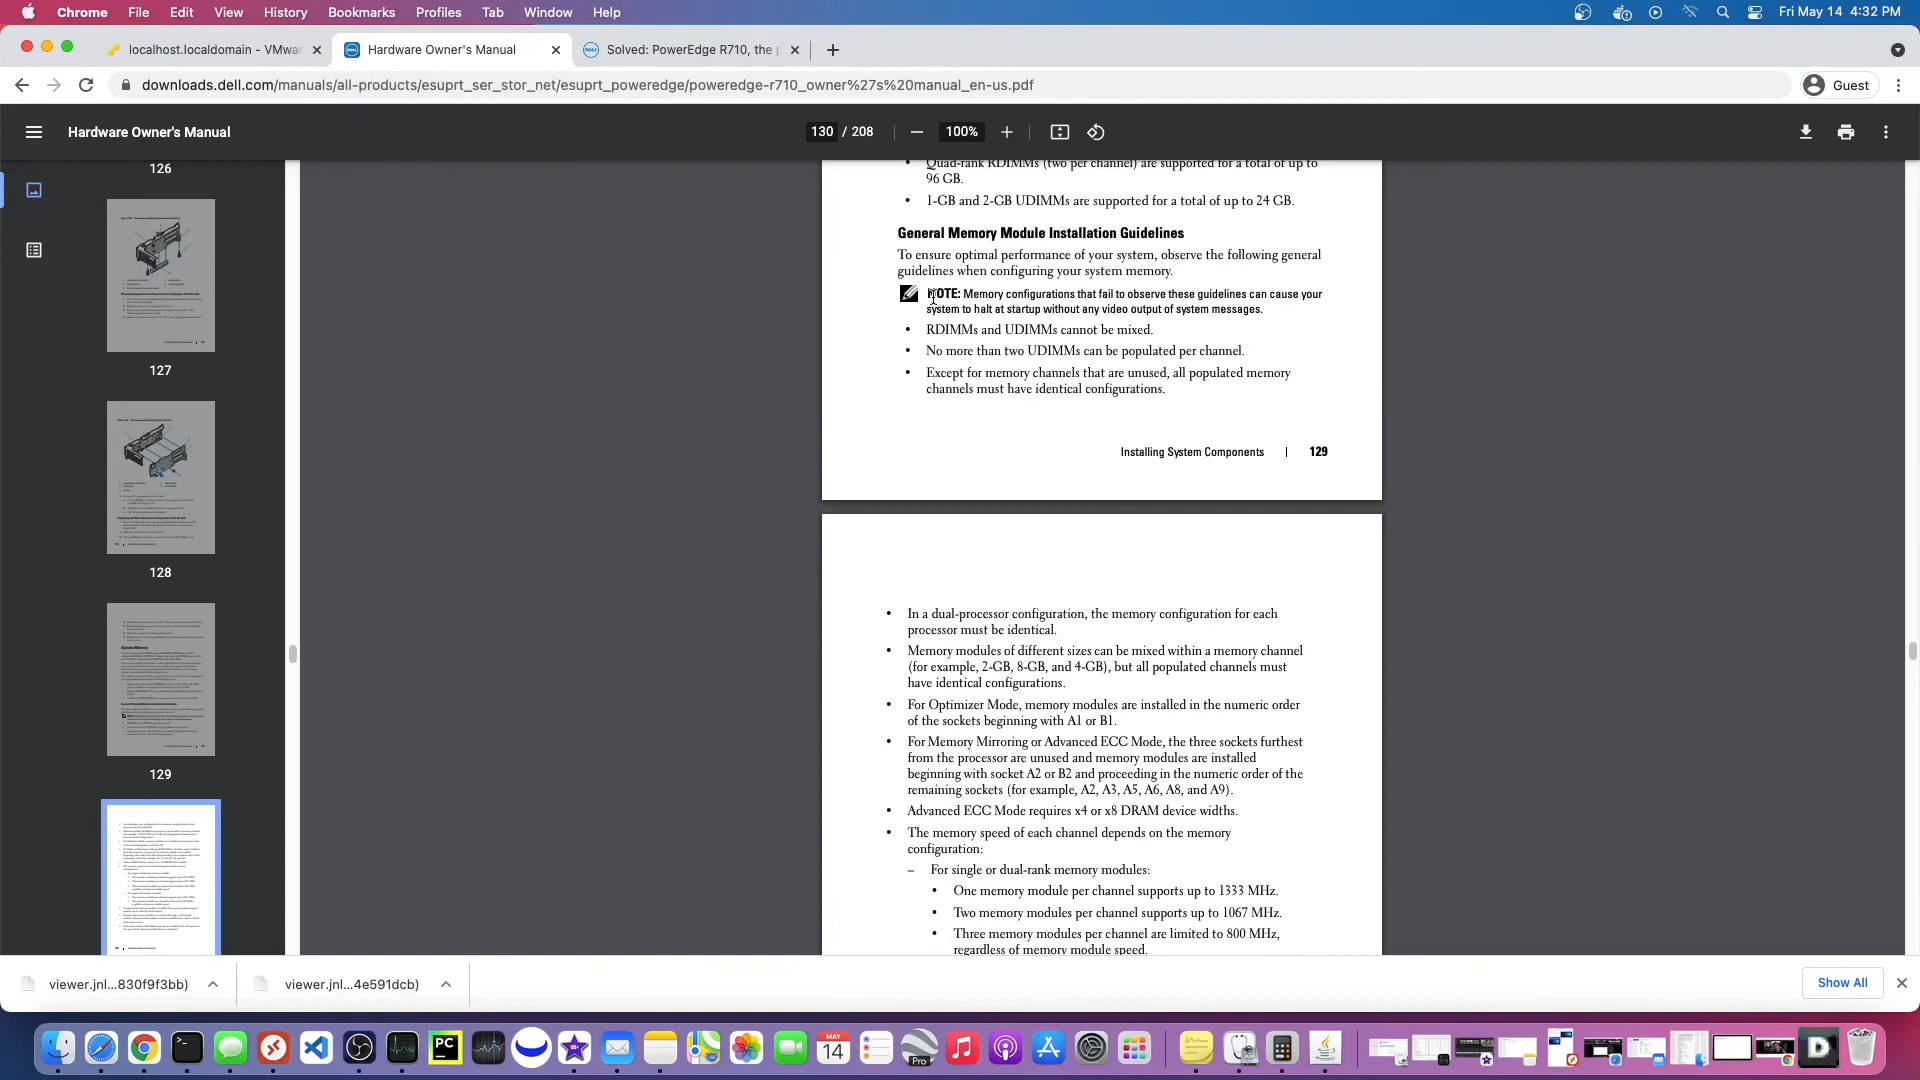 Chrome File Edit View History Bookmarks Profiles Tab Window Help Fri May 14 4:32 PM
localhost.localdomain - VMwa
Hardware Owner's Manual
Solved: PowerEdge R710, the p
downloads.dell.com/manuals/all-products/esuprt_ser_stor_net/esuprt_poweredge/poweredge-r710_owner%27s%20manual_en-us.pdf
Guest
Hardware Owner's Manual
130 / 208
100%
126
127
128
129
• Quad-rank RDIMMs (two per channel) are supported for a total of up to
96 GB.
• 1-GB and 2-GB UDIMMs are supported for a total of up to 24 GB.
General Memory Module Installation Guidelines
To ensure optimal performance of your system, observe the following general
guidelines when configuring your system memory.
NOTE: Memory configurations that fail to observe these guidelines can cause your
system to halt at startup without any video output of system messages.
• RDIMMs and UDIMMs cannot be mixed.
• No more than two UDIMMs can be populated per channel.
• Except for memory channels that are unused, all populated memory
channels must have identical configurations.
Installing System Components | 129
• In a dual-processor configuration, the memory configuration for each
processor must be identical.
• Memory modules of different sizes can be mixed within a memory channel
(for example, 2-GB, 8-GB, and 4-GB), but all populated channels must
have identical configurations.
• For Optimizer Mode, memory modules are installed in the numeric order
of the sockets beginning with A1 or B1.
• For Memory Mirroring or Advanced ECC Mode, the three sockets furthest
from the processor are unused and memory modules are installed
beginning with socket A2 or B2 and proceeding in the numeric order of the
remaining sockets (for example, A2, A3, A5, A6, A8, and A9).
• Advanced ECC Mode requires x4 or x8 DRAM device widths.
• The memory speed of each channel depends on the memory
configuration:
– For single or dual-rank memory modules:
• One memory module per channel supports up to 1333 MHz.
• Two memory modules per channel supports up to 1067 MHz.
• Three memory modules per channel are limited to 800 MHz,
regardless of memory module speed.
viewer.jnl...830f9f3bb)
viewer.jnl...4e591dcb)
Show All
PC
MAY
14
Pro
D